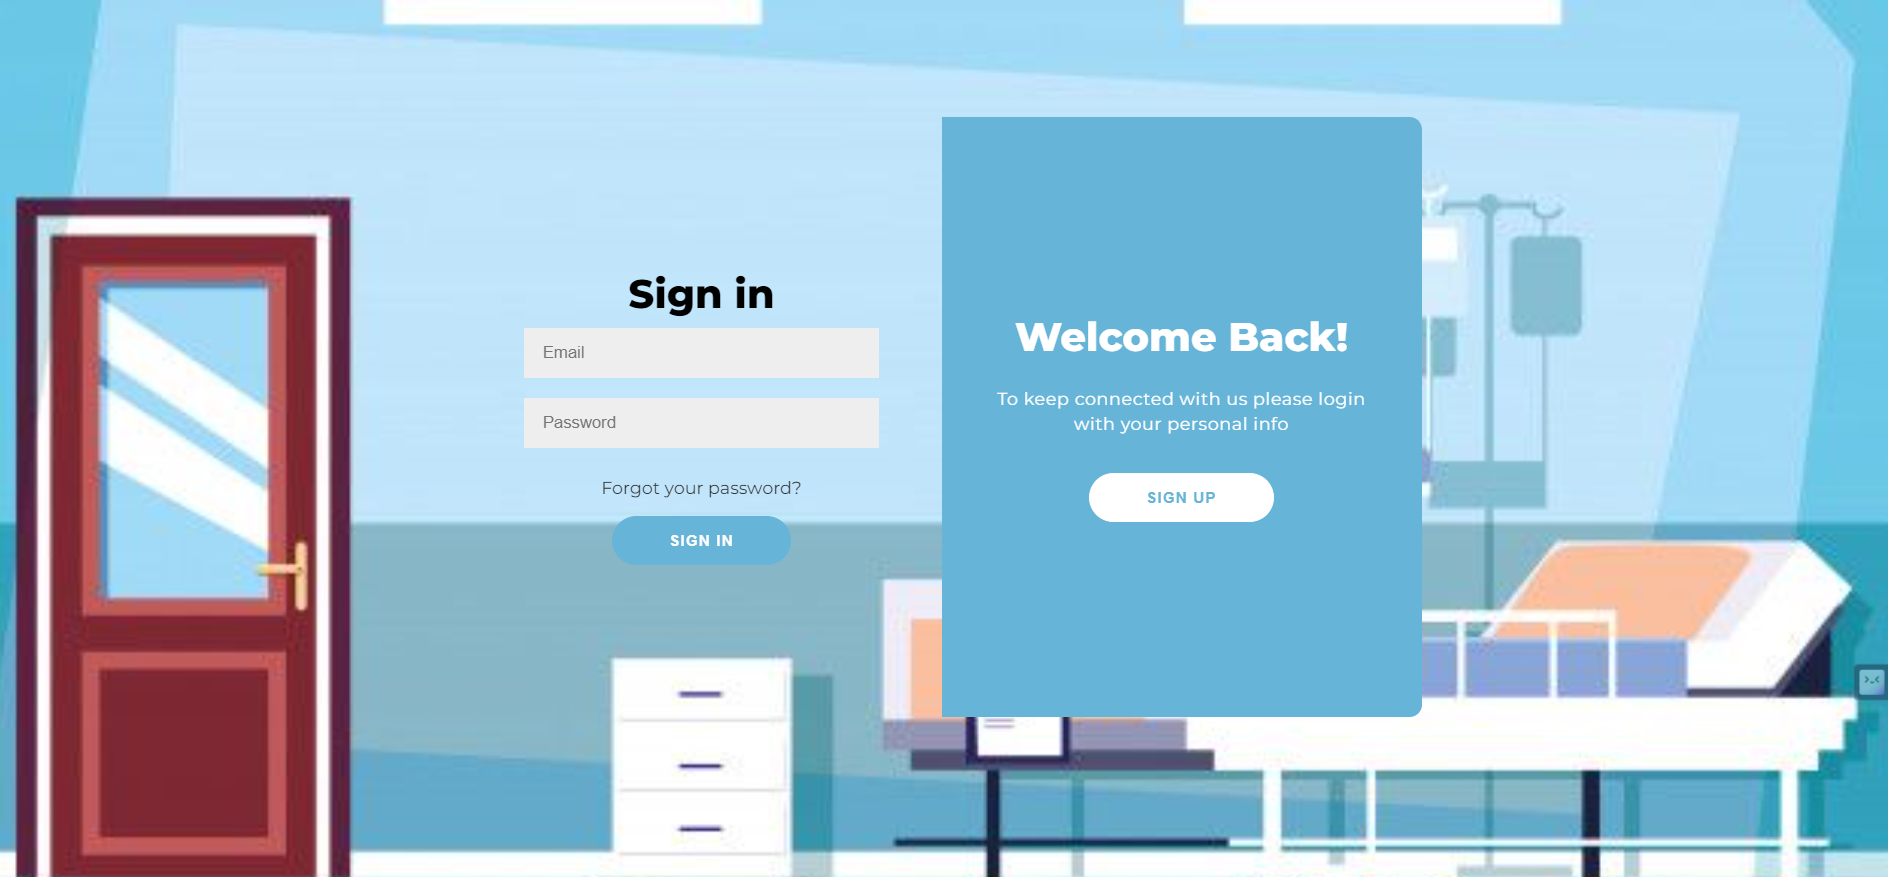 Sign in
Email
Password
Forgot your password?
SIGN IN
Welcome Back!
To keep connected with us please login
with your personal info
SIGN UP